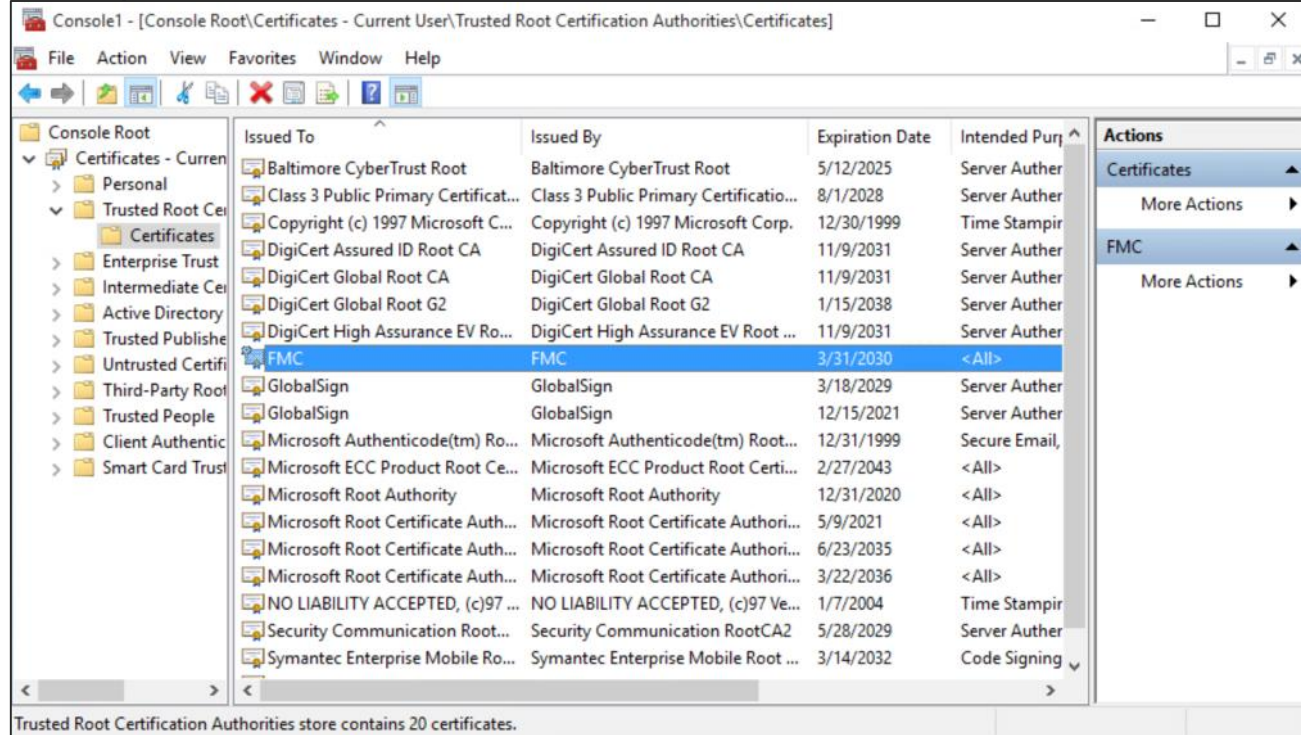 Console1 - [Console Root\Certificates - Current User\Trusted Root Certification Authorities\Certificates]
File Action View Favorites Window Help
Console Root
Certificates - Curren
Personal
Trusted Root Cer
Certificates
Enterprise Trust
Intermediate Cer
Active Directory
Trusted Publishe
Untrusted Certifi
Third-Party Root
Trusted People
Client Authentic
Smart Card Trust
Issued To Issued By Expiration Date Intended Purp
Baltimore CyberTrust Root Baltimore CyberTrust Root 5/12/2025 Server Auther
Class 3 Public Primary Certificat... Class 3 Public Primary Certificatio... 8/1/2028 Server Auther
Copyright (c) 1997 Microsoft C... Copyright (c) 1997 Microsoft Corp. 12/30/1999 Time Stampir
DigiCert Assured ID Root CA DigiCert Assured ID Root CA 11/9/2031 Server Auther
DigiCert Global Root CA DigiCert Global Root CA 11/9/2031 Server Auther
DigiCert Global Root G2 DigiCert Global Root G2 1/15/2038 Server Auther
DigiCert High Assurance EV Ro... DigiCert High Assurance EV Root ... 11/9/2031 Server Auther
FMC FMC 3/31/2030 <All>
GlobalSign GlobalSign 3/18/2029 Server Auther
GlobalSign GlobalSign 12/15/2021 Server Auther
Microsoft Authenticode(tm) Ro... Microsoft Authenticode(tm) Root... 12/31/1999 Secure Email,
Microsoft ECC Product Root Ce... Microsoft ECC Product Root Certi... 2/27/2043 <All>
Microsoft Root Authority Microsoft Root Authority 12/31/2020 <All>
Microsoft Root Certificate Auth... Microsoft Root Certificate Authori... 5/9/2021 <All>
Microsoft Root Certificate Auth... Microsoft Root Certificate Authori... 6/23/2035 <All>
Microsoft Root Certificate Auth... Microsoft Root Certificate Authori... 3/22/2036 <All>
NO LIABILITY ACCEPTED, (c)97 ... NO LIABILITY ACCEPTED, (c)97 Ve... 1/7/2004 Time Stampir
Security Communication Root... Security Communication RootCA2 5/28/2029 Server Auther
Symantec Enterprise Mobile Ro... Symantec Enterprise Mobile Root ... 3/14/2032 Code Signing
Actions
Certificates
More Actions
FMC
More Actions
Trusted Root Certification Authorities store contains 20 certificates.